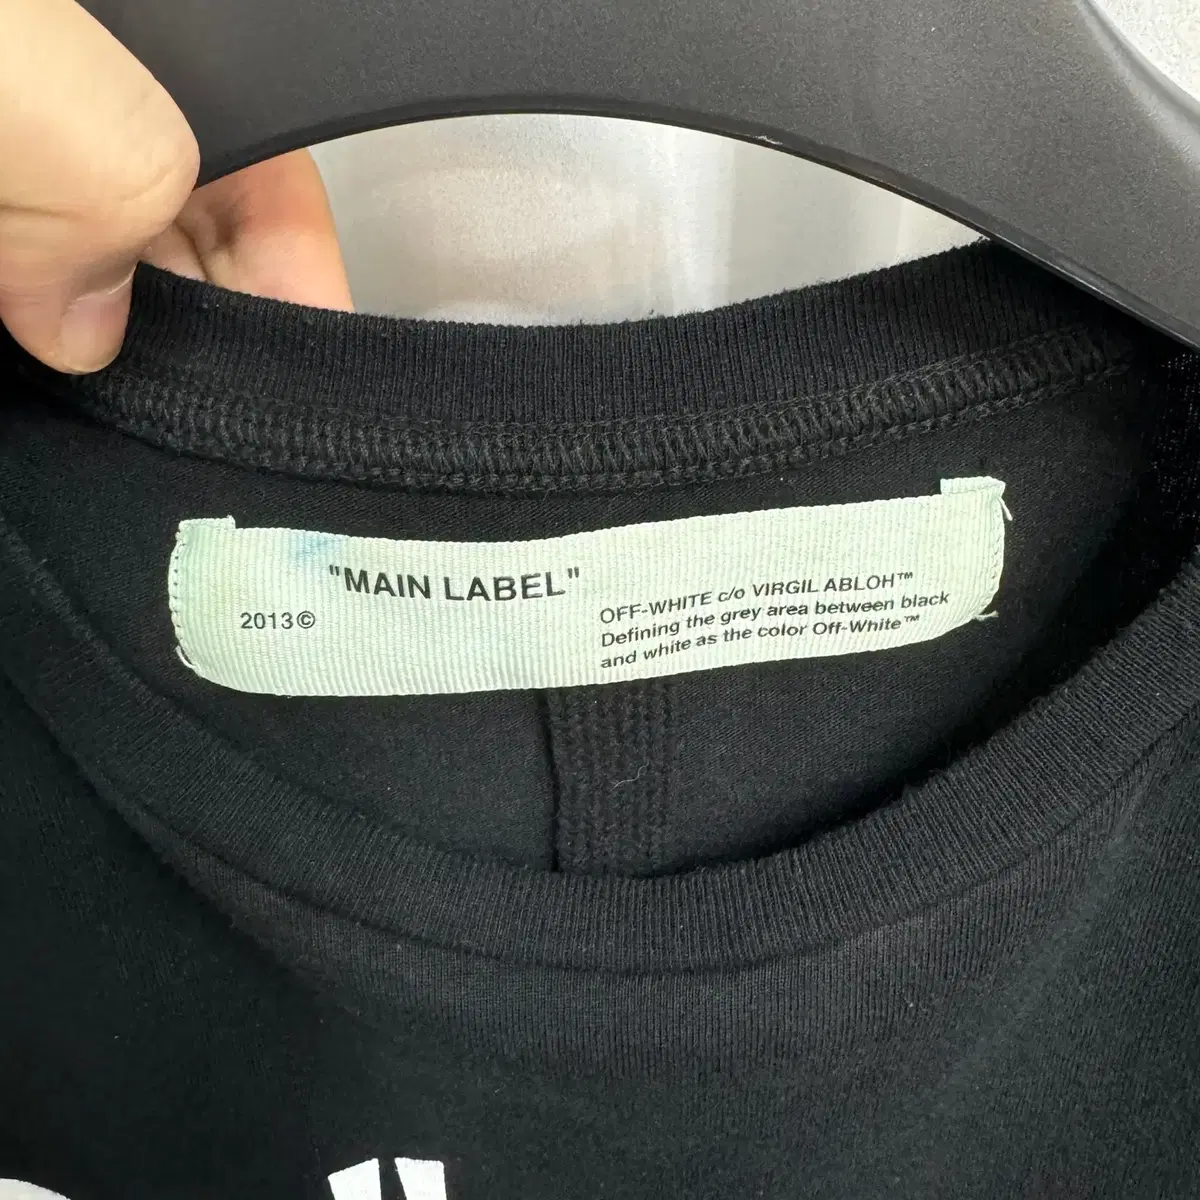 "MAIN LABEL"
2013©
OFF-WHITE c/o VIRGIL ABLOH™
Defining the grey area between black
and white as the color Off-White™